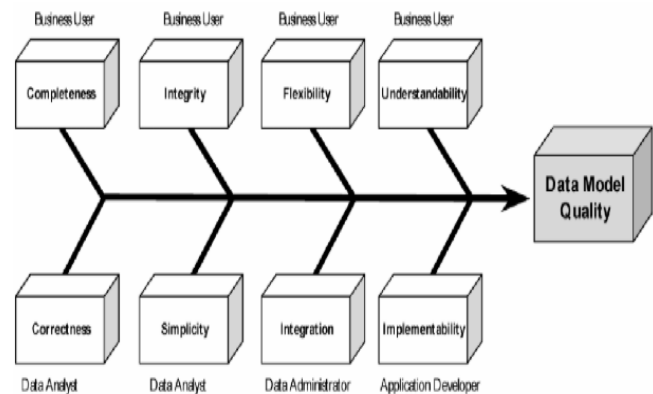 Business User Business User Business User Business User
Completeness Integrity Flexibility Understandability
Data Model
Quality
Correctness Simplicity Integration Implementability
Data Analyst Data Analyst Data Administrator Application Developer